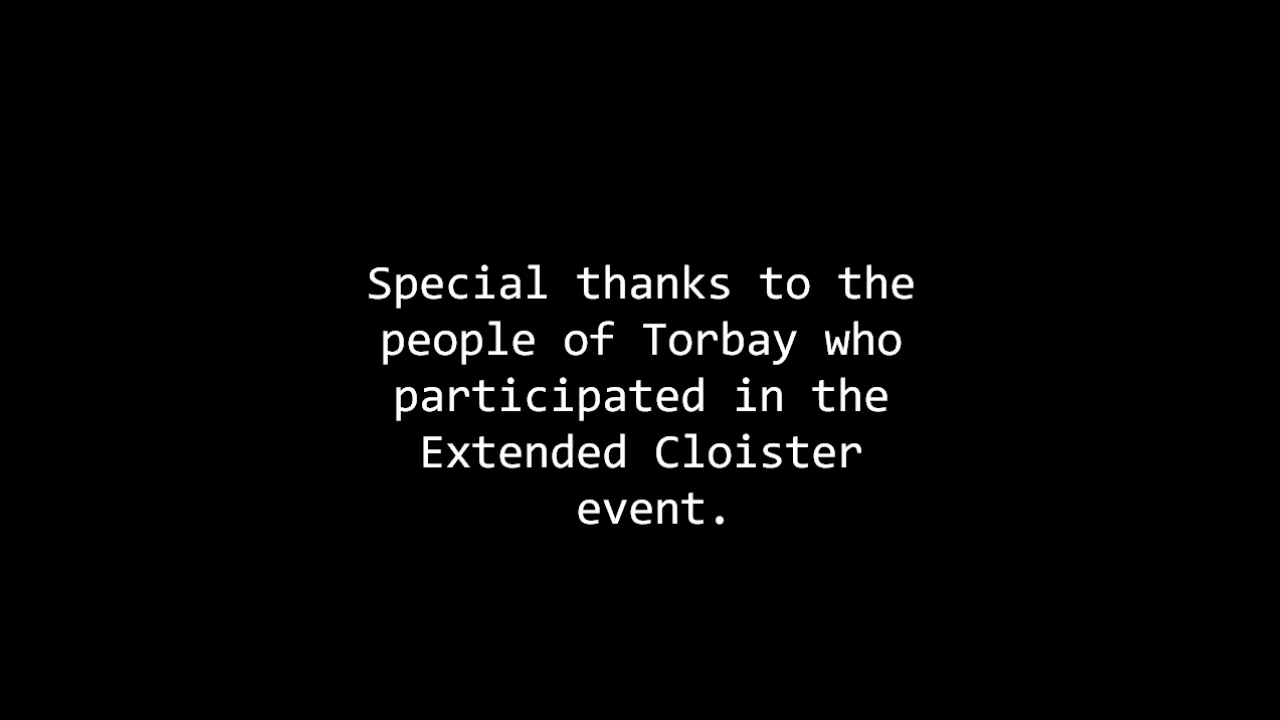 Special thanks to the
people of Torbay who
participated in the
Extended Cloister
event.